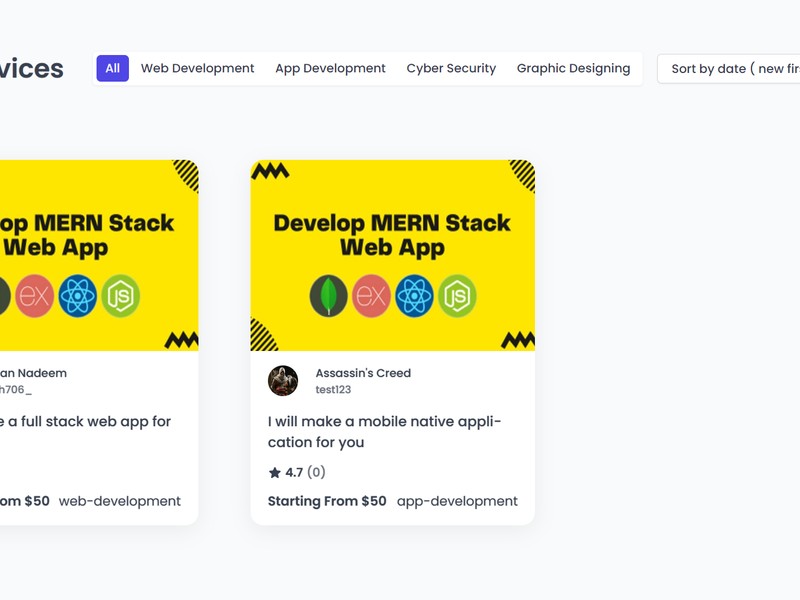 vices
All Web Development App Development Cyber Security Graphic Designing
Sort by date ( new fir
op MERN Stack
Web App
ex JS
an Nadeem
h706_
e a full stack web app for
om $50 web-development
Develop MERN Stack
Web App
ex JS
Assassin's Creed
test123
I will make a mobile native appli-
cation for you
4.7 (0)
Starting From $50 app-development